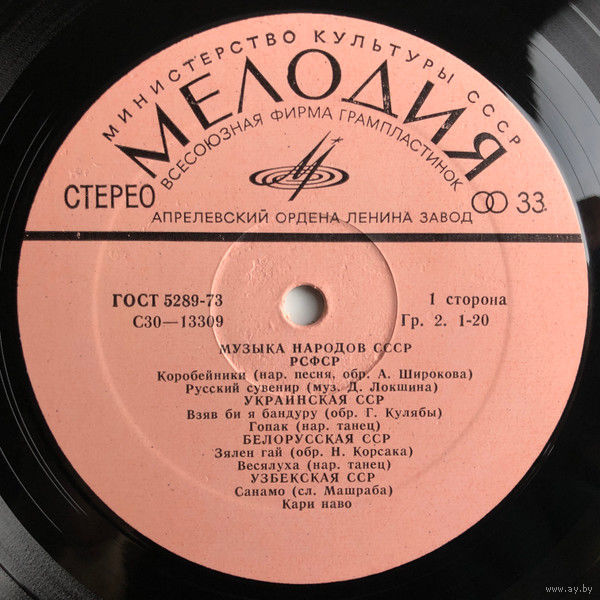 МИНИСТЕРСТВО КУЛЬТУРЫ СССР
МЕЛОДИЯ
ВСЕСОЮЗНАЯ ФИРМА ГРАМПЛАСТИНОК
СТЕРЕО
33
АПРЕЛЕВСКИЙ ОРДЕНА ЛЕНИНА ЗАВОД
ГОСТ 5289-73
1 сторона
С30—13309
Гр. 2. 1-20
МУЗЫКА НАРОДОВ СССР
РСФСР
Коробейники (нар. песня, обр. А. Широкова)
Русский сувенир (муз. Д. Локшина)
УКРАИНСКАЯ ССР
Взяв би я бандуру (обр. Г. Кулябы)
Гопак (нар. танец)
БЕЛОРУССКАЯ ССР
Зялен гай (обр. Н. Корсака)
Весялуха (нар. танец)
УЗБЕКСКАЯ ССР
Санамо (сл. Машраба)
Кари наво
www.ay.by